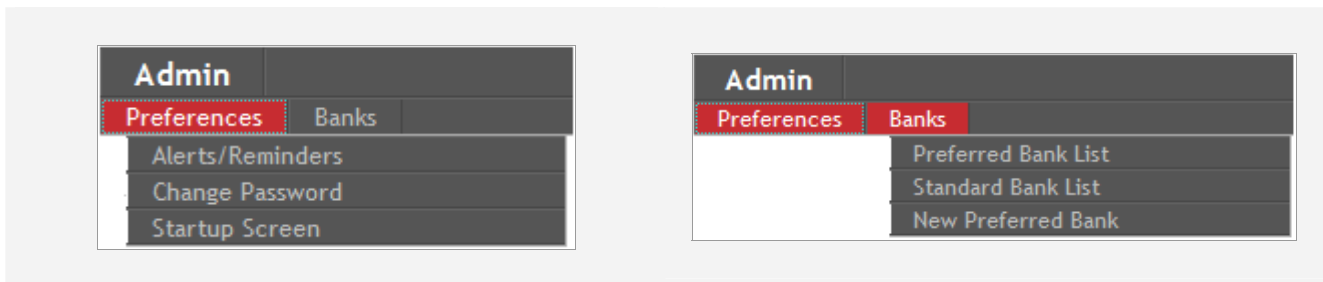 Admin
Preferences Banks
Alerts/Reminders
Change Password
Startup Screen
Admin
Preferences Banks
Preferred Bank List
Standard Bank List
New Preferred Bank